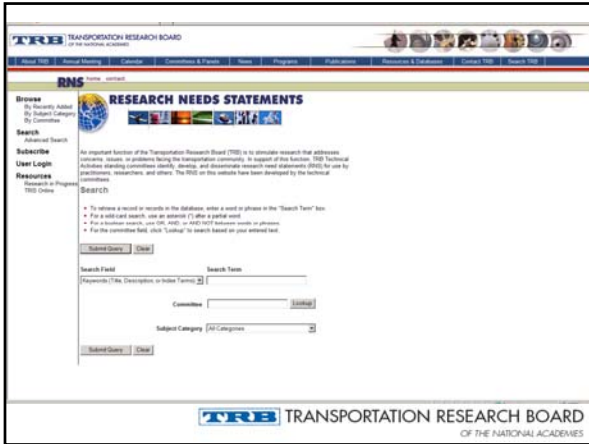 TRB TRANSPORTATION RESEARCH BOARD
OF THE NATIONAL ACADEMIES
About TRB Annual Meeting Calendar Committees & Panels News Programs Publications Resources & Databases Contact TRB Search TRB
RNS home contact
RESEARCH NEEDS STATEMENTS
Browse
By Recently Added
By Subject Category
By Committee
Search
Advanced Search
Subscribe
User Login
Resources
Research in Progress
TRIS Online
An important function of the Transportation Research Board (TRB) is to stimulate research that addresses
concerns, issues, or problems facing the transportation community. In support of this function, TRB Technical
Activities standing committees identify, develop, and disseminate research need statements (RNS) for use by
practitioners, researchers, and others. The RNS on this website have been developed by the technical
committees.
Search
• To retrieve a record or records in the database, enter a word or phrase in the "Search Term" box.
• For a wild-card search, use an asterisk (*) after a partial word.
• For a boolean search, use OR, AND, or AND NOT between words or phrases.
• For the committee field, click "Lookup" to search based on your entered text.
Submit Query Clear
Search Field Search Term
Keywords (Title, Description, or Index Terms)
Committee Lookup
Subject Category All Categories
Submit Query Clear
TRB TRANSPORTATION RESEARCH BOARD
OF THE NATIONAL ACADEMIES